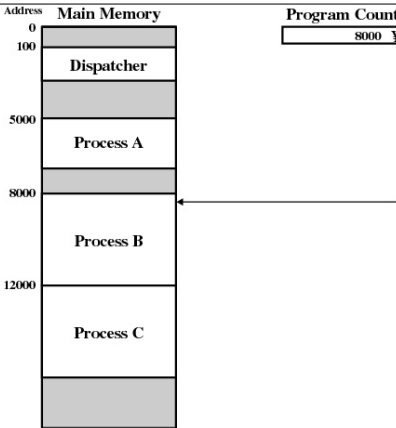 Address Main Memory Program Count
0 8000
100
Dispatcher
5000
Process A
8000
Process B
12000
Process C